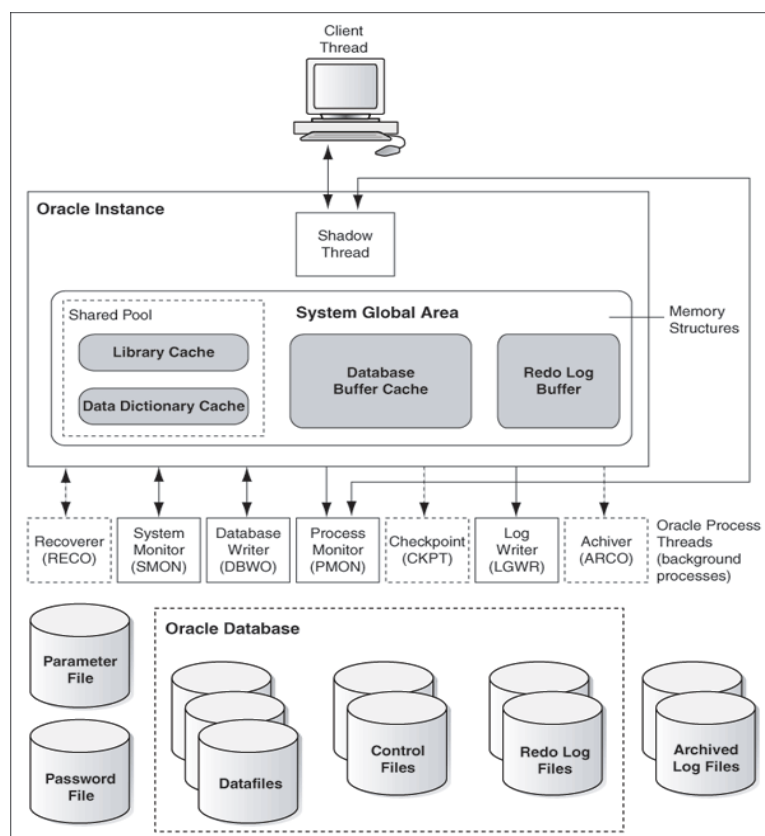 Client
Thread
Oracle Instance
Shadow
Thread
Shared Pool
System Global Area
Memory
Structures
Library Cache
Database
Buffer Cache
Redo Log
Buffer
Data Dictionary Cache
Recoverer
(RECO)
System
Monitor
(SMON)
Database
Writer
(DBWO)
Process
Monitor
(PMON)
Checkpoint
(CKPT)
Log
Writer
(LGWR)
Achiver
(ARCO)
Oracle Process
Threads
(background
processes)
Oracle Database
Parameter
File
Password
File
Datafiles
Control
Files
Redo Log
Files
Archived
Log Files